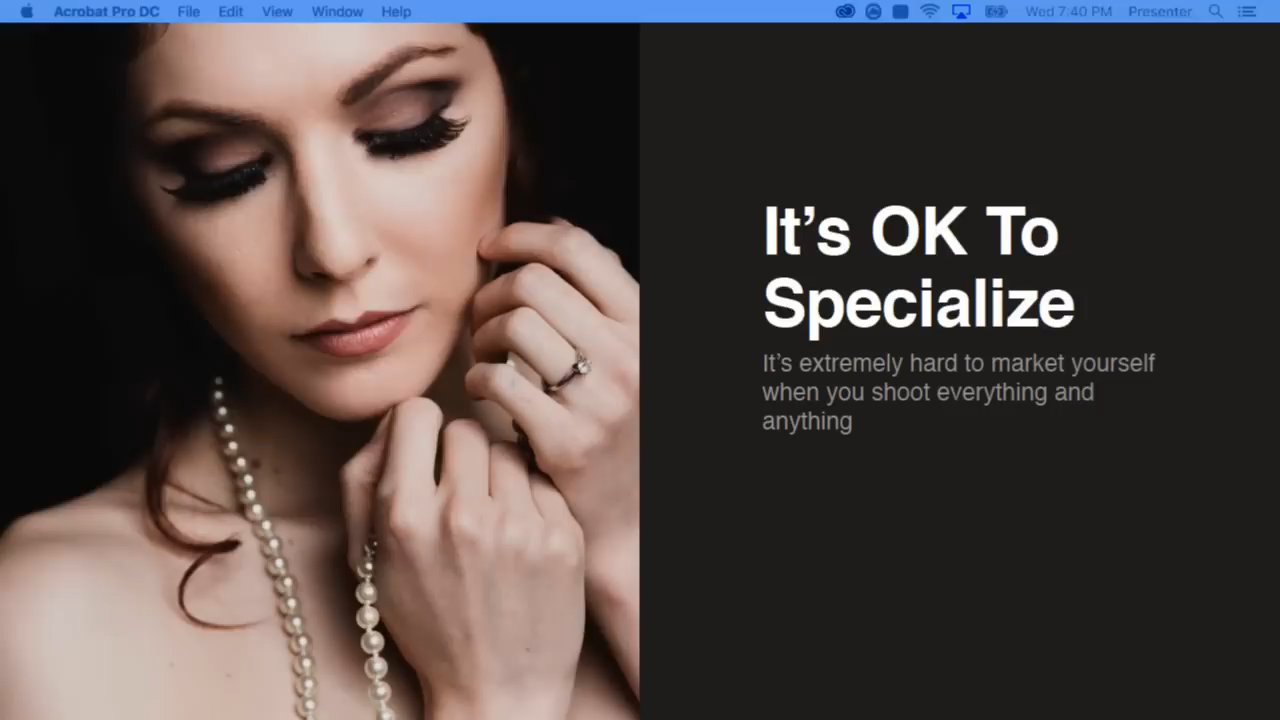 Acrobat Pro DC File Edit View Window Help Wed 7:40 PM Presenter
It’s OK To
Specialize
It’s extremely hard to market yourself
when you shoot everything and
anything